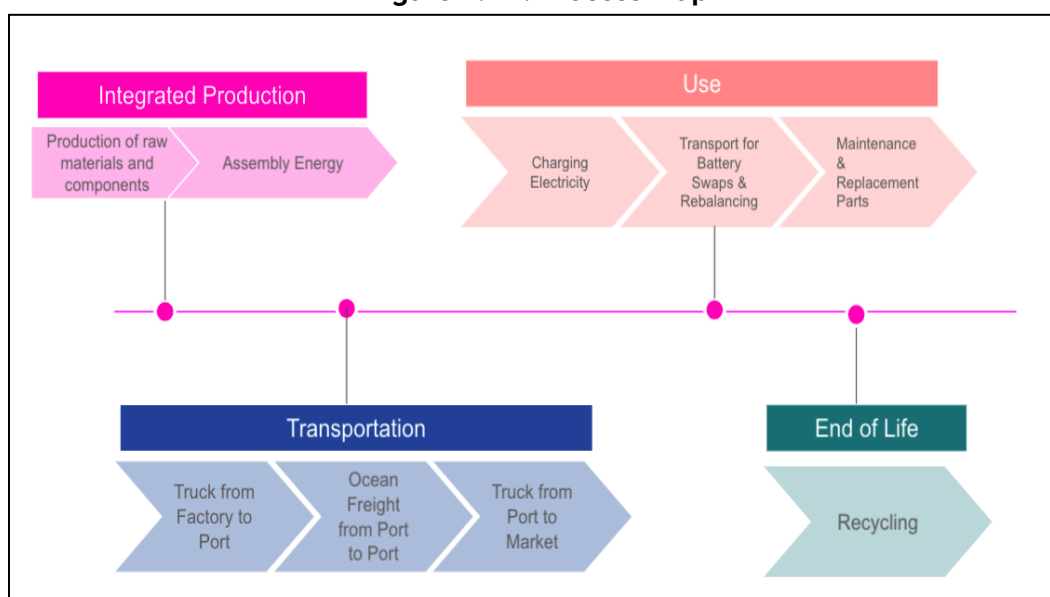 Integrated Production
Production of raw
materials and
components
Assembly Energy
Use
Charging
Electricity
Transport for
Battery
Swaps &
Rebalancing
Maintenance
&
Replacement
Parts
Transportation
Truck from
Factory to
Port
Ocean
Freight
from Port
to Port
Truck from
Port to
Market
End of Life
Recycling